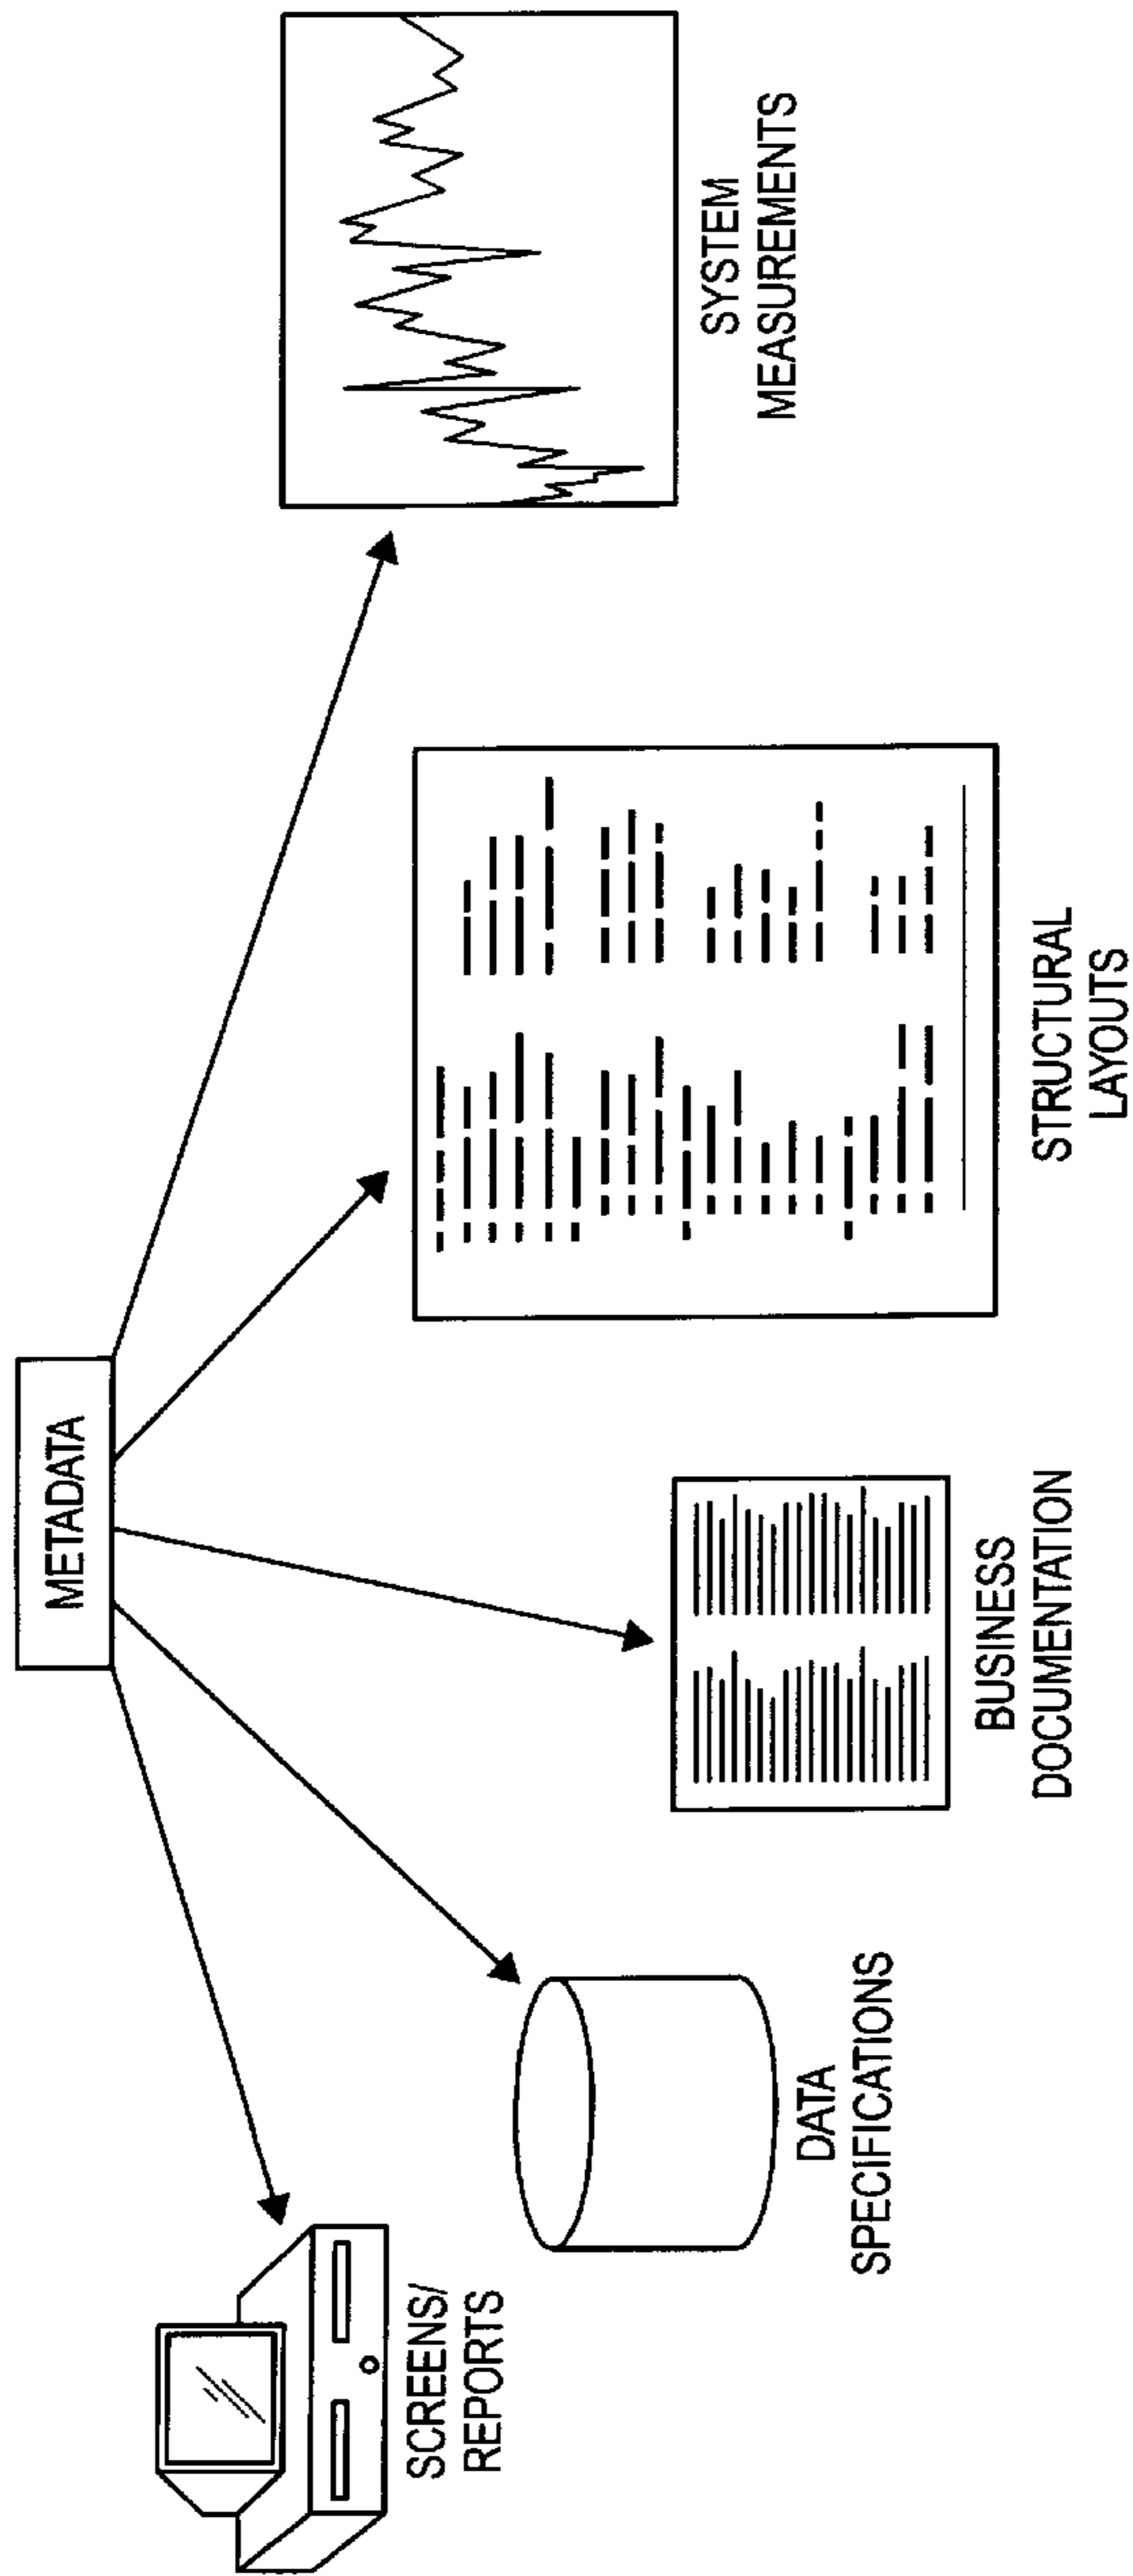 METADATA
SCREENS/
REPORTS
DATA
SPECIFICATIONS
BUSINESS
DOCUMENTATION
STRUCTURAL
LAYOUTS
SYSTEM
MEASUREMENTS